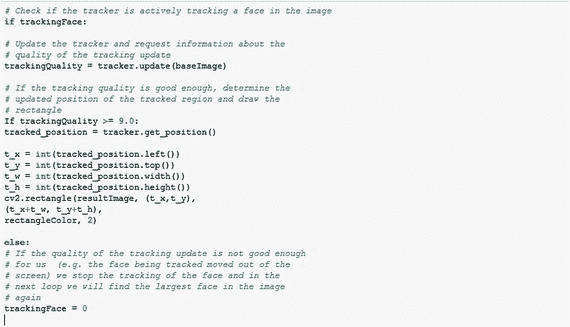 # Check if the tracker is actively tracking a face in the image
if trackingFace:
# Update the tracker and request information about the
# quality of the tracking update
trackingQuality = tracker.update(baseImage)
# If the tracking quality is good enough, determine the
# updated position of the tracked region and draw the
# rectangle
If trackingQuality >= 9.0:
tracked_position = tracker.get_position()
t_x = int(tracked_position.left())
t_y = int(tracked_position.top())
t_w = int(tracked_position.width())
t_h = int(tracked_position.height())
cv2.rectangle(resultImage, (t_x,t_y),
(t_x+t_w, t_y+t_h),
rectangleColor, 2)
else:
# If the quality of the tracking update is not good enough
# for us  (e.g. the face being tracked moved out of the
# screen) we stop the tracking of the face and in the
# next loop we will find the largest face in the image
# again
trackingFace = 0